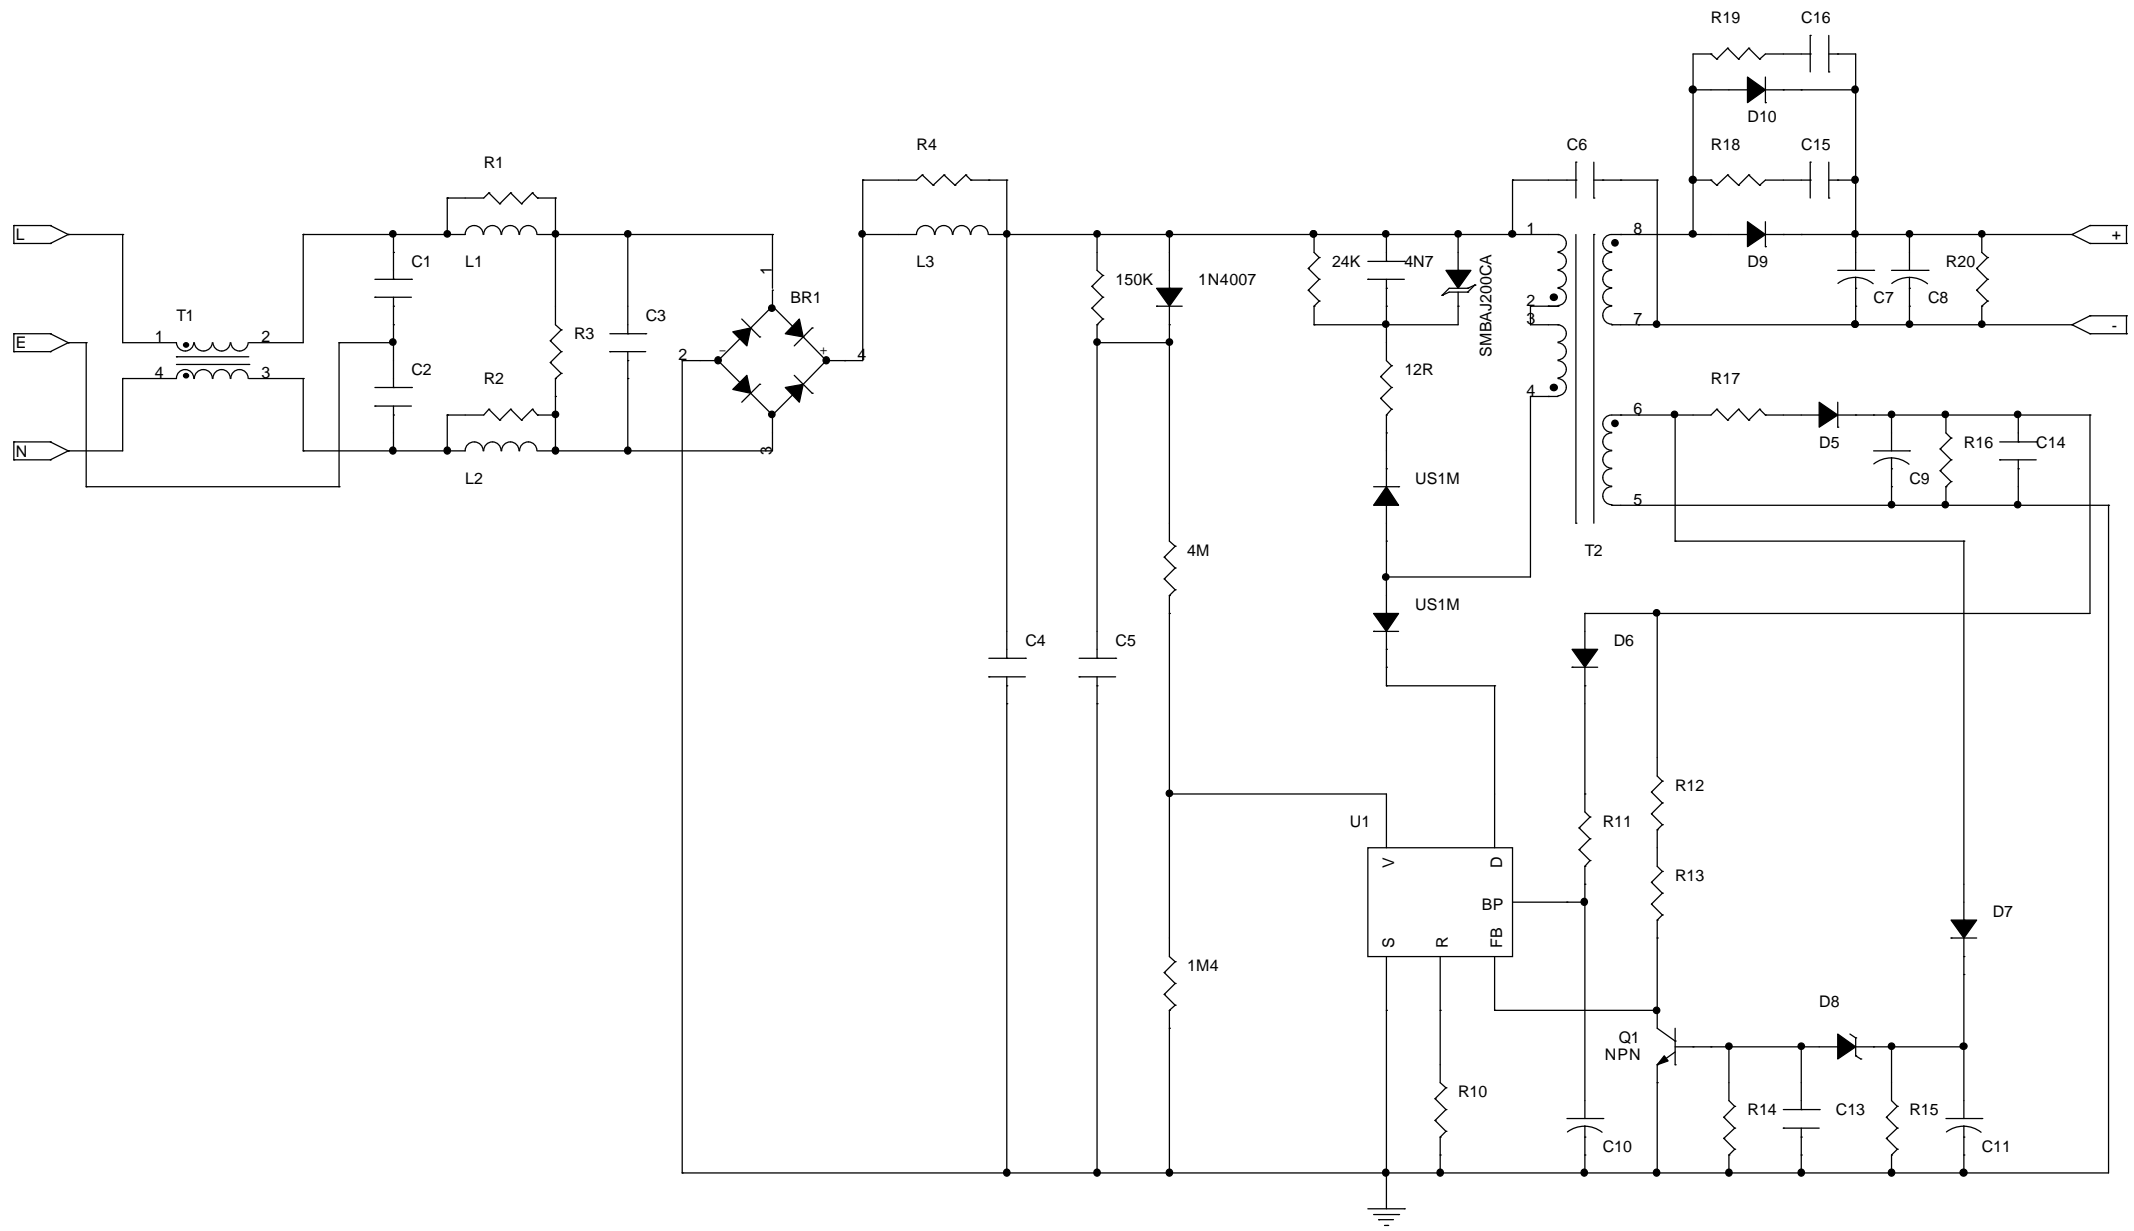 R19 C16
D10
R4 C6 R18 C15
R1
L 1 8 +
C1 L1 L3 150K 1N4007 24K 4N7 SMBAJ200CA D9 R20
1 BR1 2 C7 C8
T1 C3 3 7 -
1 2 R3 - +
E 2 4
4 3 C2 R2 12R 4 R17
6
N 3 D5 R16 C14
L2 US1M C9
5
4M T2
US1M
C4 C5 D6
R12
U1 R11
V D R13
BP D7
S R FB
1M4
D8
Q1
NPN
R10 R14 C13 R15
C10 C11